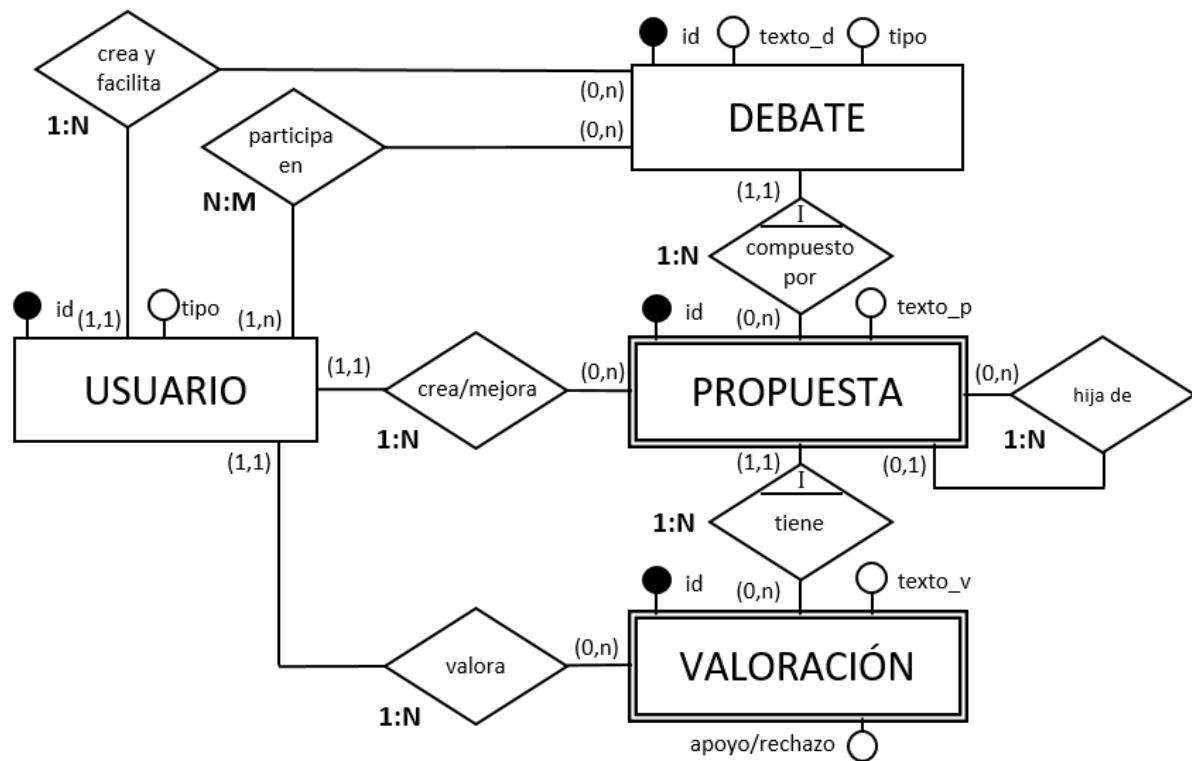 id texto_d tipo
crea y
facilita
1:N
(0,n)
DEBATE
participa
en
(0,n)
N:M
(1,1)
I
compuesto
por
1:N
id
tipo
(1,1)
(1,n)
USUARIO
id
(0,n)
texto_p
(1,1)
crea/mejora
(0,n)
1:N
PROPUESTA
(0,n)
hija de
1:N
(1,1)
(1,1)
(0,1)
I
tiene
1:N
id
(0,n)
texto_v
valora
(0,n)
1:N
VALORACIÓN
apoyo/rechazo